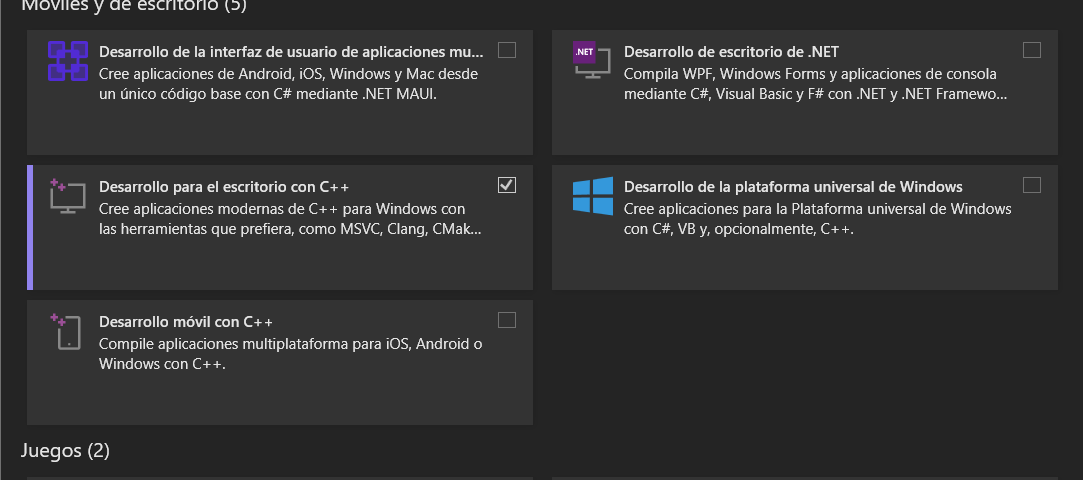 Móviles y de escritorio (5)
Desarrollo de la interfaz de usuario de aplicaciones mu...
Cree aplicaciones de Android, iOS, Windows y Mac desde
un único código base con C# mediante .NET MAUI.
.NET
Desarrollo de escritorio de .NET
Compila WPF, Windows Forms y aplicaciones de consola
mediante C#, Visual Basic y F# con .NET y .NET Framewo...
Desarrollo para el escritorio con C++
Cree aplicaciones modernas de C++ para Windows con
las herramientas que prefiera, como MSVC, Clang, CMak...
Desarrollo de la plataforma universal de Windows
Cree aplicaciones para la Plataforma universal de Windows
con C#, VB y, opcionalmente, C++.
Desarrollo móvil con C++
Compile aplicaciones multiplataforma para iOS, Android o
Windows con C++.
Juegos (2)